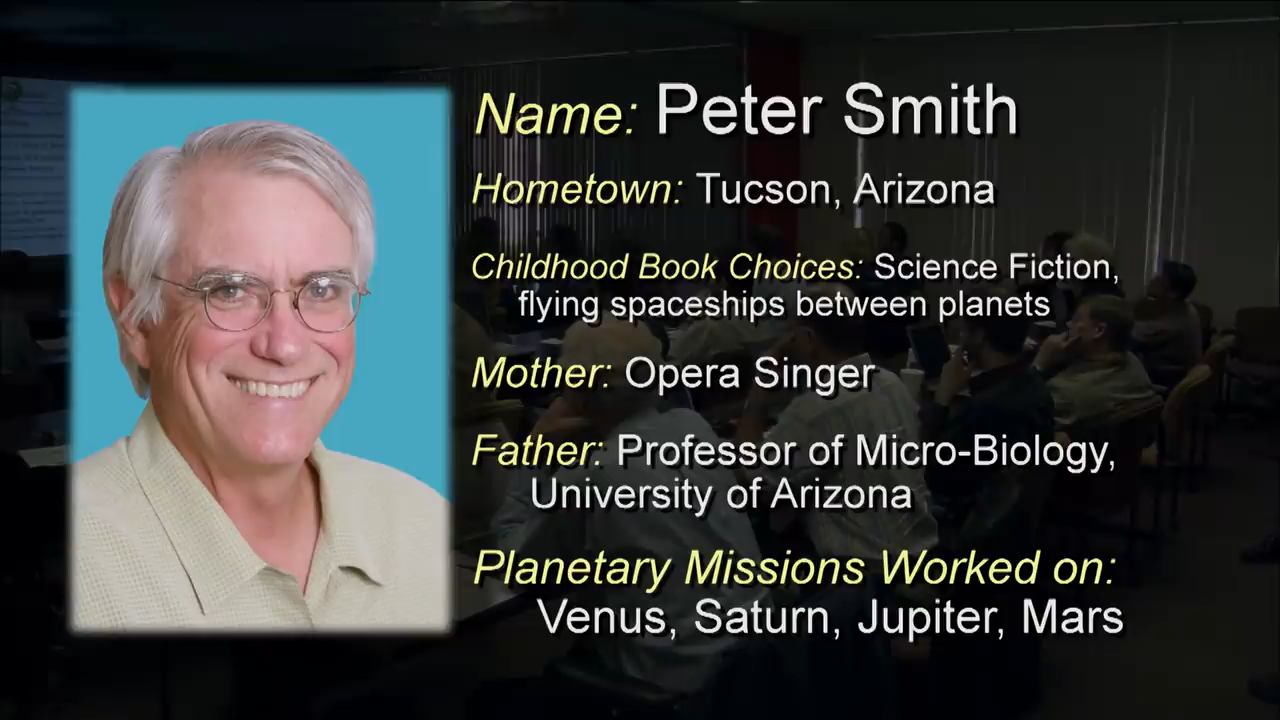 Name: Peter Smith
Hometown: Tucson, Arizona
Childhood Book Choices: Science Fiction,
flying spaceships between planets
Mother: Opera Singer
Father: Professor of Micro-Biology,
University of Arizona
Planetary Missions Worked on:
Venus, Saturn, Jupiter, Mars